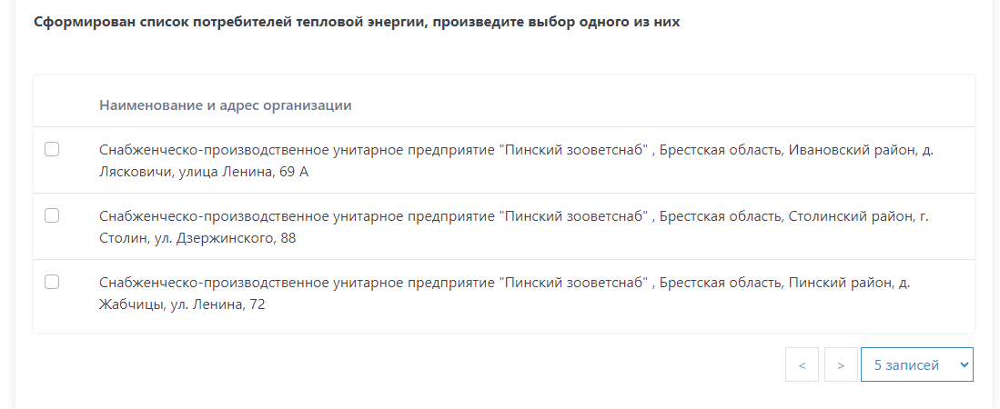 Сформирован список потребителей тепловой энергии, произведите выбор одного из них
Наименование и адрес организации
Снабженческо-производственное унитарное предприятие "Пинский зооветснаб" , Брестская область, Ивановский район, д.
Лясковичи, улица Ленина, 69 А
Снабженческо-производственное унитарное предприятие "Пинский зооветснаб" , Брестская область, Столинский район, г.
Столин, ул. Дзержинского, 88
Снабженческо-производственное унитарное предприятие "Пинский зооветснаб" , Брестская область, Пинский район, д.
Жабчицы, ул. Ленина, 72
< > 5 записей